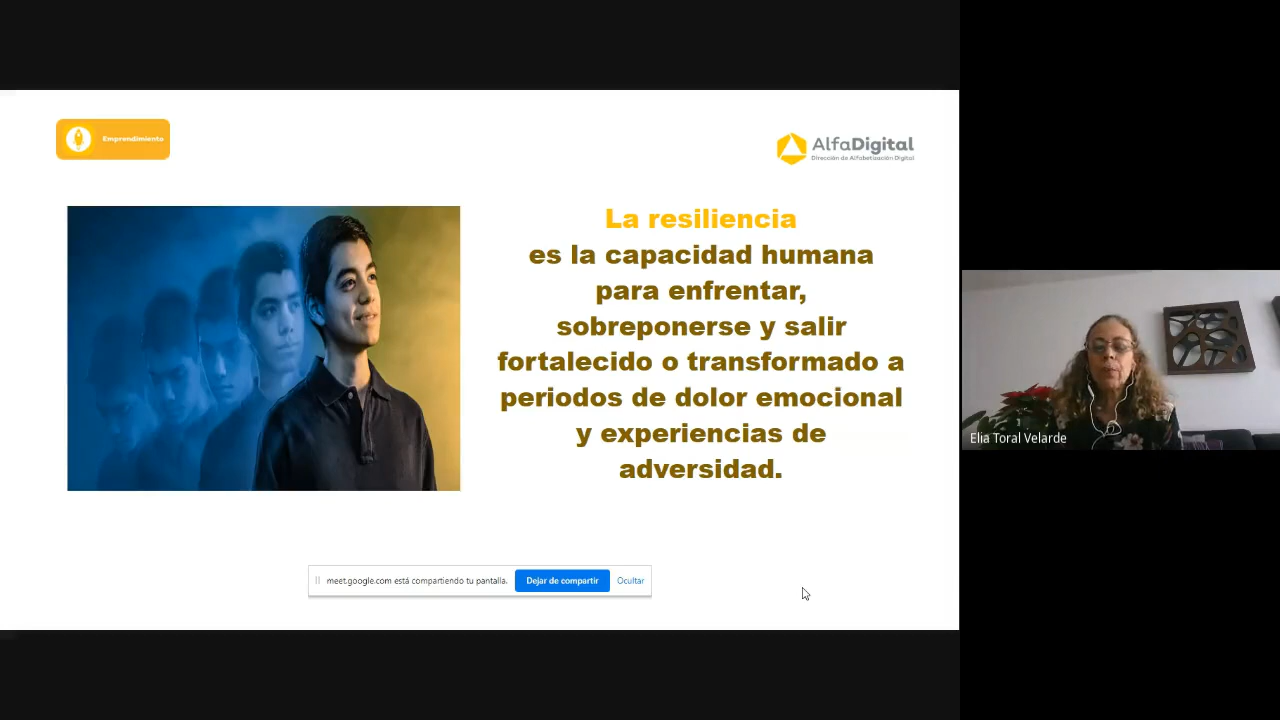 Emprendimiento
AlfaDigital
Dirección de Alfabetización Digital
La resiliencia
es la capacidad humana
para enfrentar,
sobreponerse y salir
fortalecido o transformado a
periodos de dolor emocional
y experiencias de
adversidad.
Elia Toral Velarde
meet.google.com está compartiendo tu pantalla.
Dejar de compartir
Ocultar